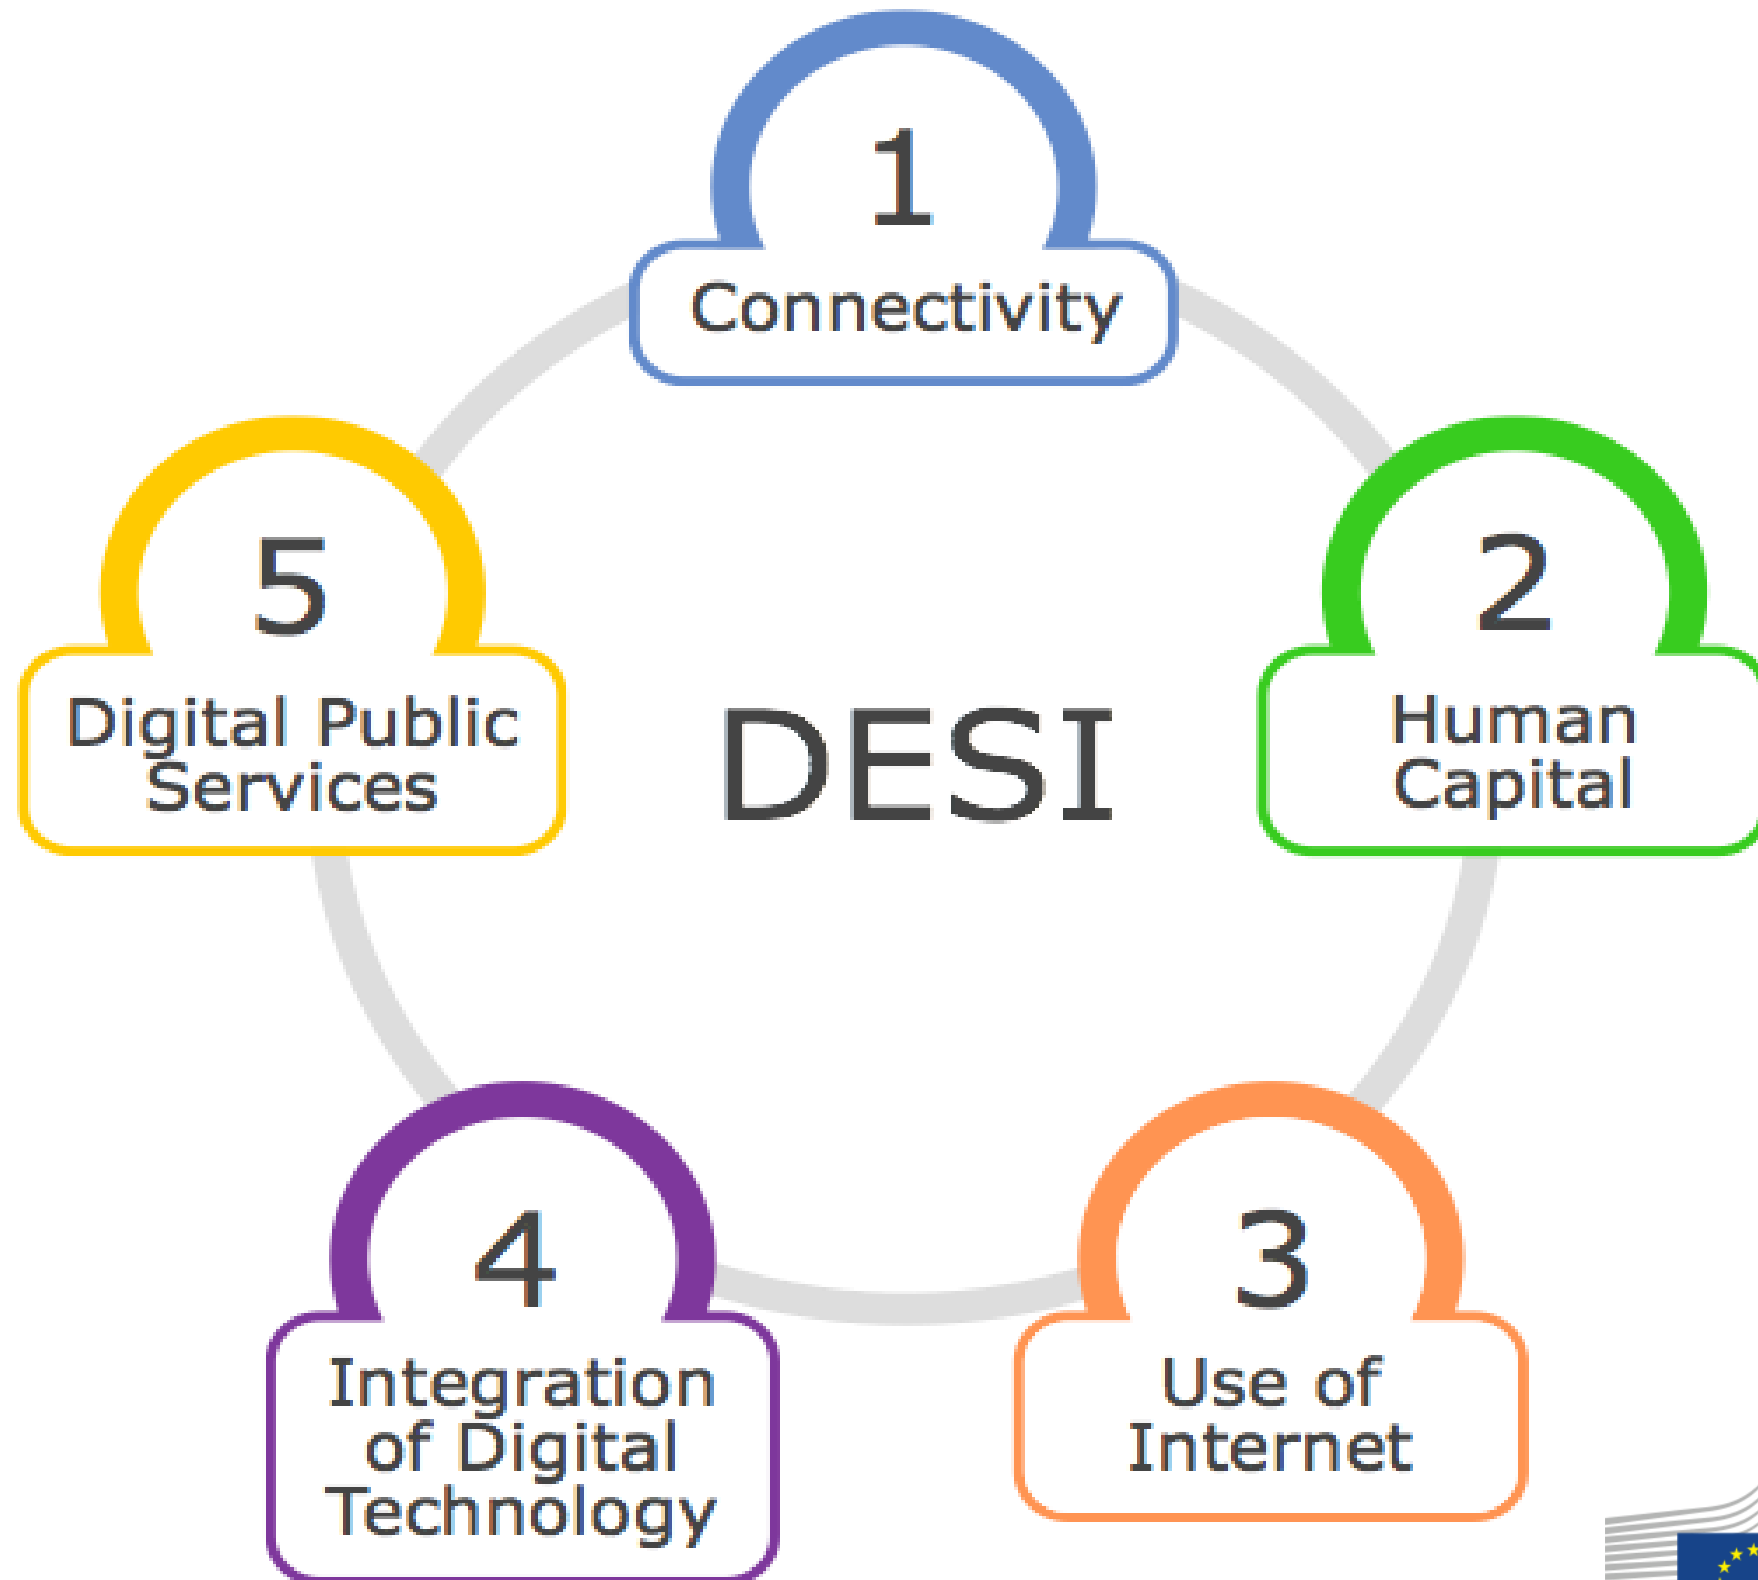 1
Connectivity
2
Human
Capital
3
Use of
Internet
4
Integration
of Digital
Technology
5
Digital Public
Services
DESI